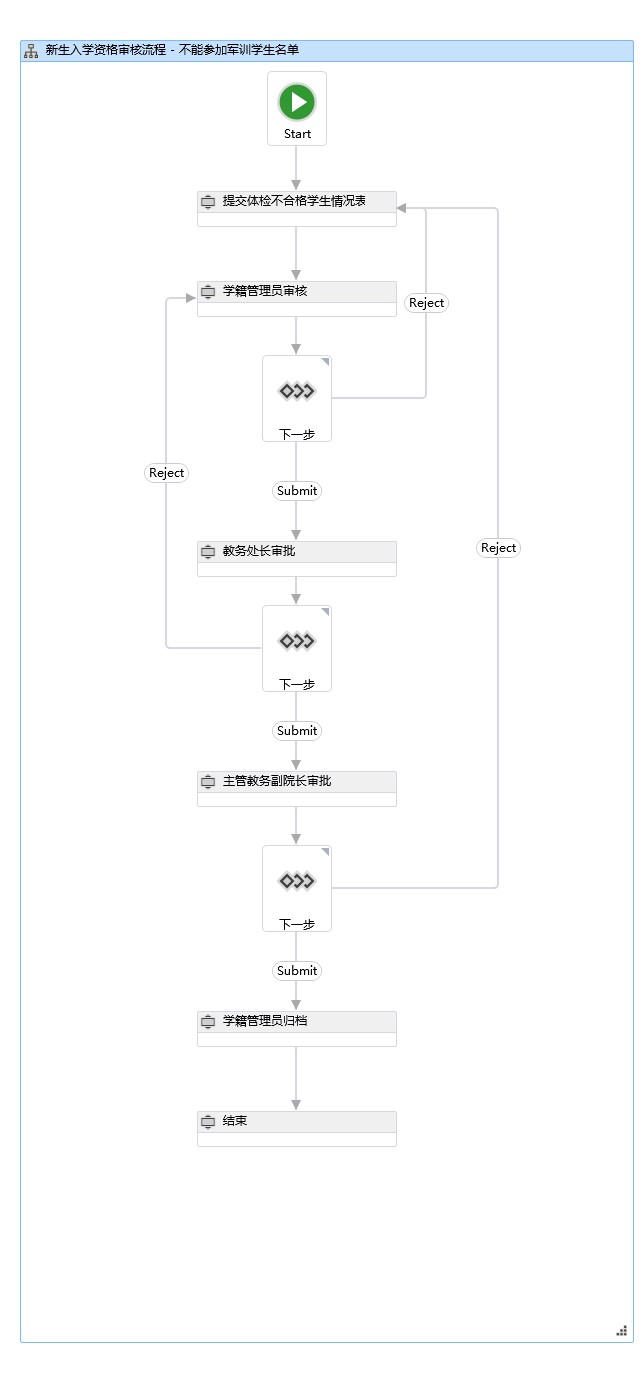 新生入学资格审核流程 - 不能参加军训学生名单
Start
提交体检不合格学生情况表
学籍管理员审核
Reject
下一步
Reject
Submit
教务处长审批
Reject
下一步
Submit
主管教务副院长审批
下一步
Submit
学籍管理员归档
结束